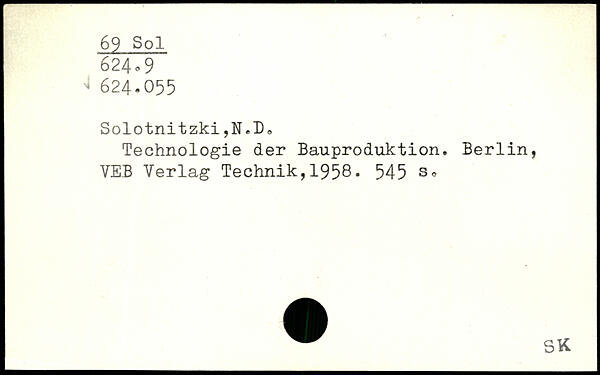 69 Sol
624.9
√ 624.055
Solotnitzki,N.D.
Technologie der Bauproduktion. Berlin,
VEB Verlag Technik,1958. 545 s.
SK